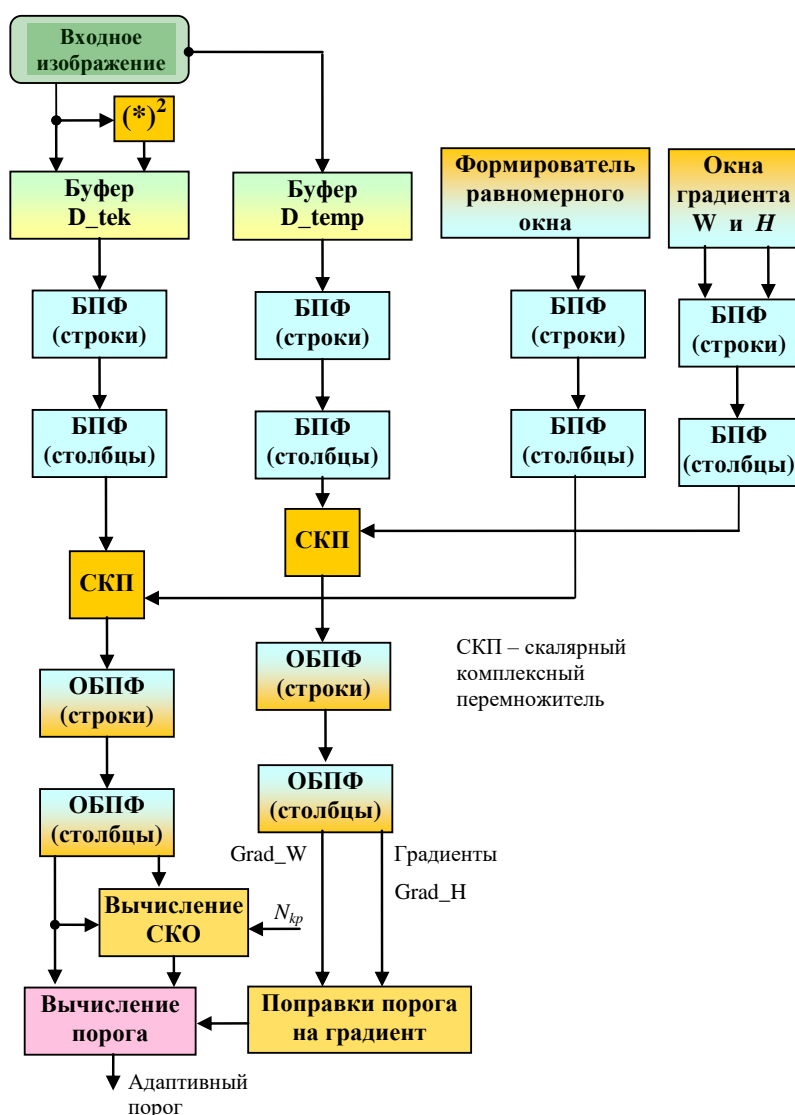 Входное
изображение
(*)²
Буфер
D_tek
Буфер
D_temp
Формирователь
равномерного
окна
Окна
градиента
W и H
БПФ
(строки)
БПФ
(строки)
БПФ
(строки)
БПФ
(строки)
БПФ
(столбцы)
БПФ
(столбцы)
БПФ
(столбцы)
БПФ
(столбцы)
СКП
СКП
СКП – скалярный
комплексный
перемножитель
ОБПФ
(строки)
ОБПФ
(строки)
ОБПФ
(столбцы)
ОБПФ
(столбцы)
Grad_W
Градиенты
Grad_H
Вычисление
СКО
Nkp
Вычисление
порога
Поправки порога
на градиент
Адаптивный
порог